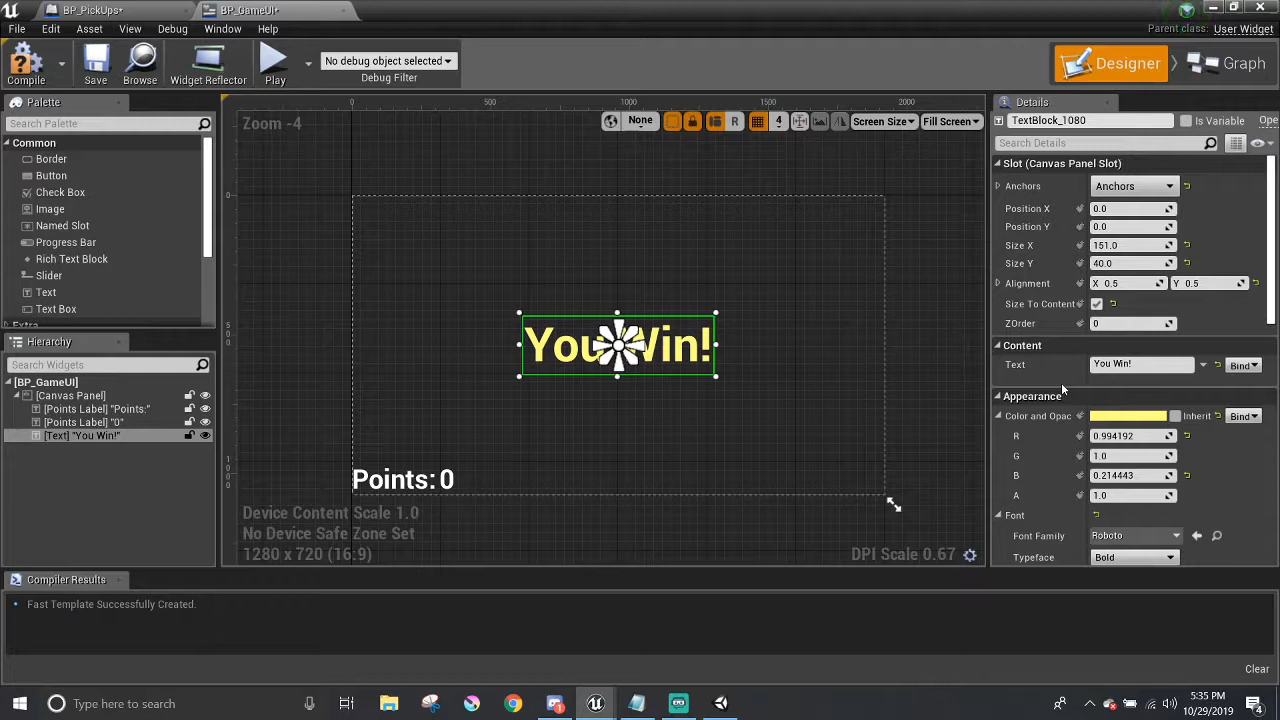 BP_PickUps*
BP_GameUI*
File
Edit
Asset
View
Debug
Window
Help
Parent class: User Widget
Compile
Save
Browse
Widget Reflector
Play
No debug object selected
Debug Filter
Designer
Graph
Palette
Search Palette
Common
Border
Button
Check Box
Image
Named Slot
Progress Bar
Rich Text Block
Slider
Text
Text Box
Extra
Hierarchy
Search Widgets
[BP_GameUI]
[Canvas Panel]
[Points Label] "Points:"
[Points Label] "0"
[Text] "You Win!"
0
500
1000
1500
2000
Zoom -4
None
R
4
Screen Size
Fill Screen
0
500
1000
You Win!
Points: 0
Device Content Scale 1.0
No Device Safe Zone Set
1280 x 720 (16:9)
DPI Scale 0.67
Details
TextBlock_1080
Is Variable
Ope
Search Details
Slot (Canvas Panel Slot)
Anchors
Anchors
Position X
0.0
Position Y
0.0
Size X
151.0
Size Y
40.0
Alignment
X 0.5
Y 0.5
Size To Content
ZOrder
0
Content
Text
You Win!
Bind
Appearance
Color and Opac
Inherit
Bind
R
0.994192
G
1.0
B
0.214443
A
1.0
Font
Font Family
Roboto
Typeface
Bold
Compiler Results
Fast Template Successfully Created.
Clear
Type here to search
5:35 PM
10/29/2019
4